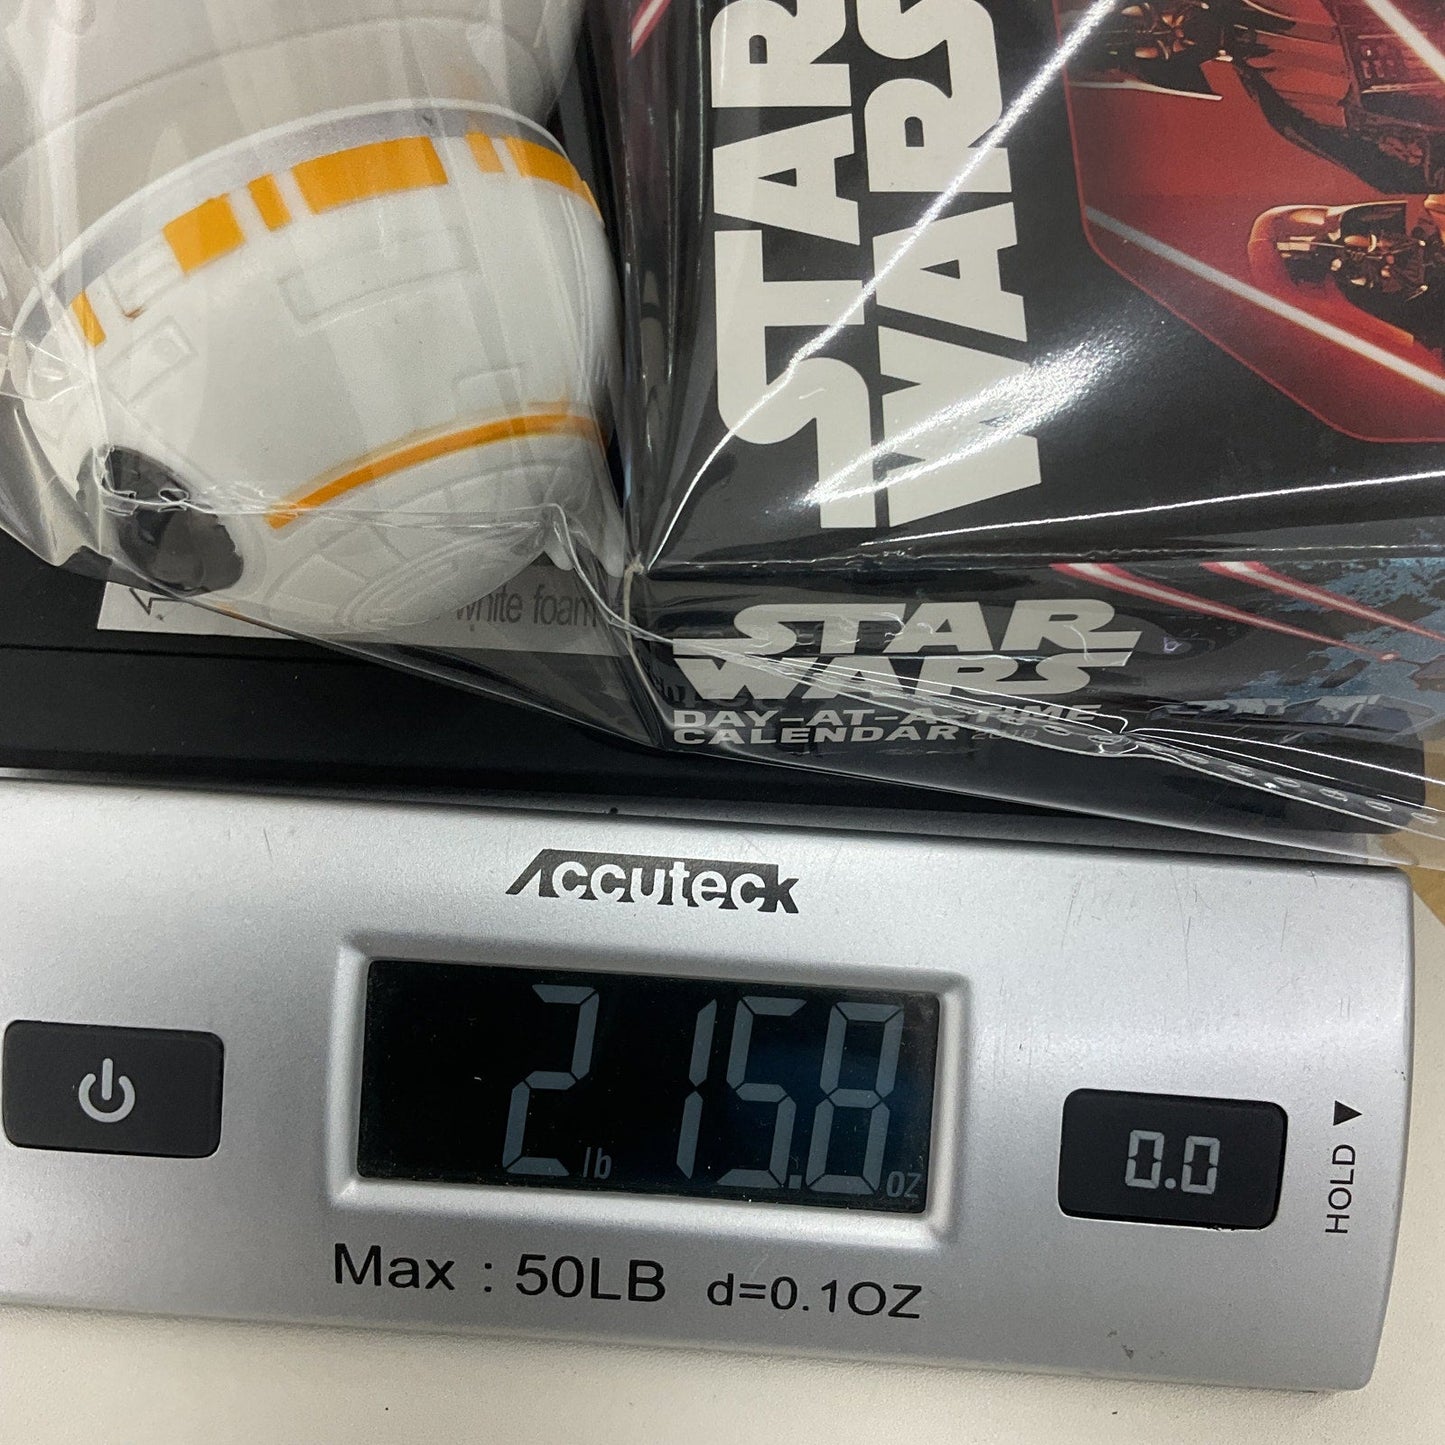 STAR
WARS
white foam
STAR
WARS
DAY-AT-A-TIME
CALENDAR
Accuteck
2 lb 15.8 oz
0.0
HOLD ▼
Max : 50LB d=0.1OZ